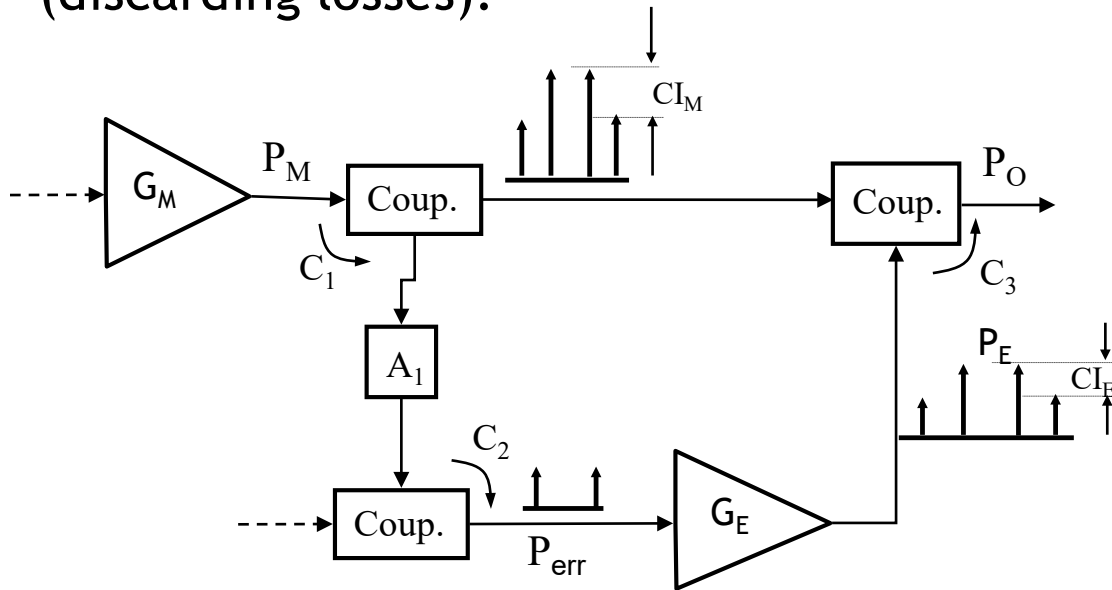 (discarding losses):
CI_M
P_M
G_M
Coup.
Coup.
P_O
C_1
C_3
A_1
P_E
CI_E
C_2
Coup.
G_E
P_err